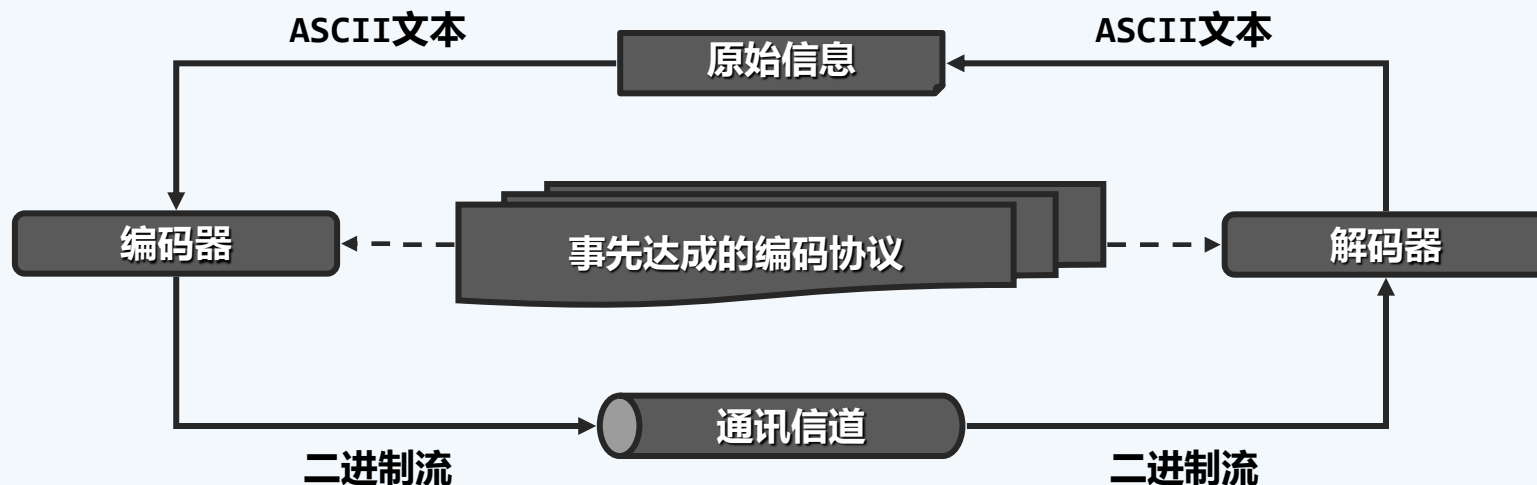 ASCII文本
原始信息
ASCII文本
编码器
事先达成的编码协议
解码器
通讯信道
二进制流
二进制流